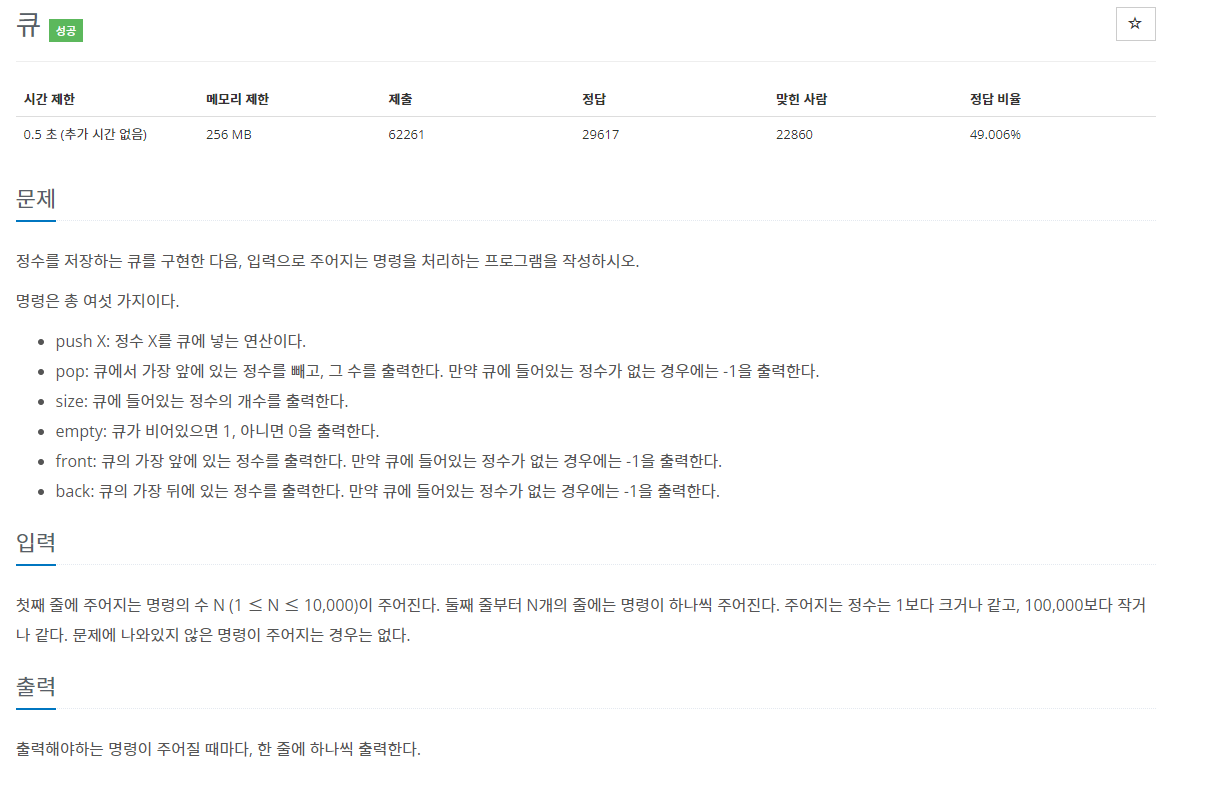 큐 성공
☆
시간 제한 메모리 제한 제출 정답 맞힌 사람 정답 비율
0.5 초 (추가 시간 없음) 256 MB 62261 29617 22860 49.006%
문제
정수를 저장하는 큐를 구현한 다음, 입력으로 주어지는 명령을 처리하는 프로그램을 작성하시오.
명령은 총 여섯 가지이다.
• push X: 정수 X를 큐에 넣는 연산이다.
• pop: 큐에서 가장 앞에 있는 정수를 빼고, 그 수를 출력한다. 만약 큐에 들어있는 정수가 없는 경우에는 -1을 출력한다.
• size: 큐에 들어있는 정수의 개수를 출력한다.
• empty: 큐가 비어있으면 1, 아니면 0을 출력한다.
• front: 큐의 가장 앞에 있는 정수를 출력한다. 만약 큐에 들어있는 정수가 없는 경우에는 -1을 출력한다.
• back: 큐의 가장 뒤에 있는 정수를 출력한다. 만약 큐에 들어있는 정수가 없는 경우에는 -1을 출력한다.
입력
첫째 줄에 주어지는 명령의 수 N (1 ≤ N ≤ 10,000)이 주어진다. 둘째 줄부터 N개의 줄에는 명령이 하나씩 주어진다. 주어지는 정수는 1보다 크거나 같고, 100,000보다 작거
나 같다. 문제에 나와있지 않은 명령이 주어지는 경우는 없다.
출력
출력해야하는 명령이 주어질 때마다, 한 줄에 하나씩 출력한다.